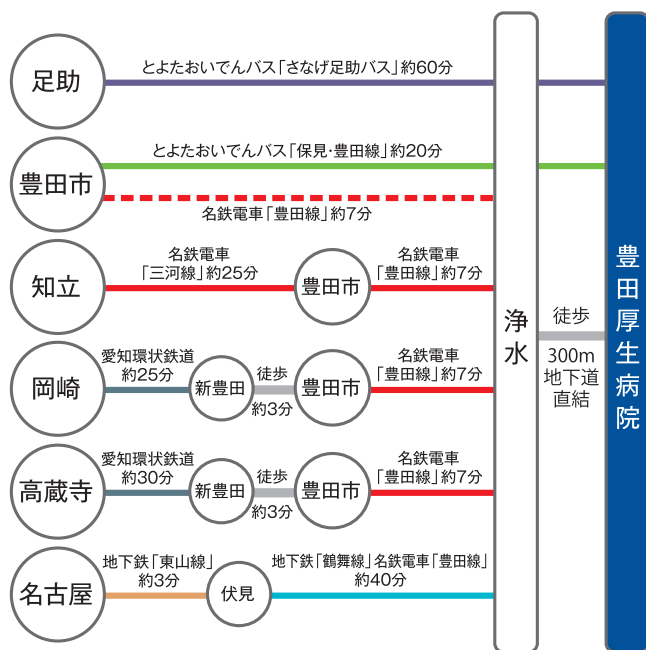 足助
とよたおいでんバス「さなげ足助バス」約60分
豊田市
とよたおいでんバス「保見・豊田線」約20分
名鉄電車「豊田線」約7分
知立
名鉄電車
「三河線」約25分
豊田市
名鉄電車
「豊田線」約7分
岡崎
愛知環状鉄道
約25分
新豊田
徒歩
約3分
豊田市
名鉄電車
「豊田線」約7分
高蔵寺
愛知環状鉄道
約30分
新豊田
徒歩
約3分
豊田市
名鉄電車
「豊田線」約7分
名古屋
地下鉄「東山線」
約3分
伏見
地下鉄「鶴舞線」名鉄電車「豊田線」
約40分
浄水
徒歩
300m
地下道
直結
豊田厚生病院